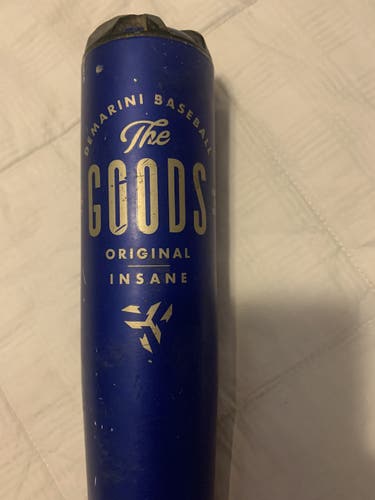 DEMARINI BASEBALL
The
GOODS
ORIGINAL
INSANE